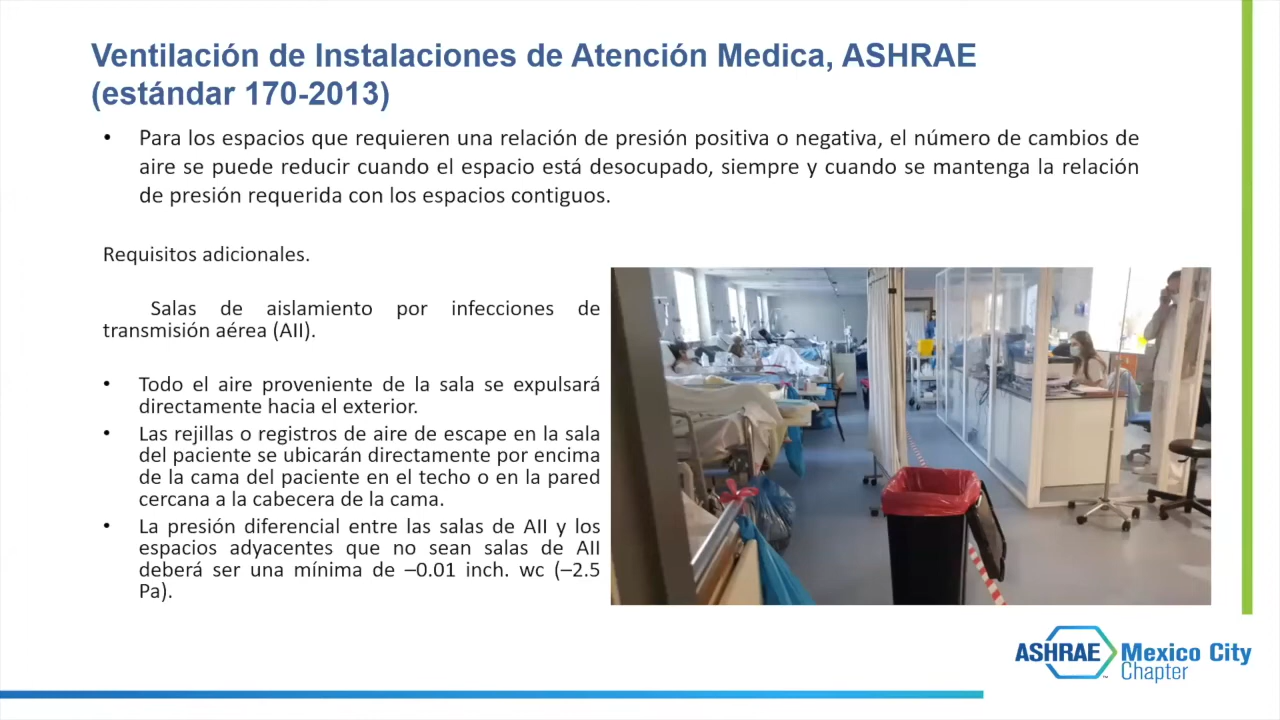 Ventilación de Instalaciones de Atención Medica, ASHRAE
(estándar 170-2013)
• Para los espacios que requieren una relación de presión positiva o negativa, el número de cambios de
aire se puede reducir cuando el espacio está desocupado, siempre y cuando se mantenga la relación
de presión requerida con los espacios contiguos.
Requisitos adicionales.
Salas de aislamiento por infecciones de
transmisión aérea (AII).
• Todo el aire proveniente de la sala se expulsará
directamente hacia el exterior.
• Las rejillas o registros de aire de escape en la sala
del paciente se ubicarán directamente por encima
de la cama del paciente en el techo o en la pared
cercana a la cabecera de la cama.
• La presión diferencial entre las salas de AII y los
espacios adyacentes que no sean salas de AII
deberá ser una mínima de –0.01 inch. wc (–2.5
Pa).
ASHRAE Mexico City
Chapter